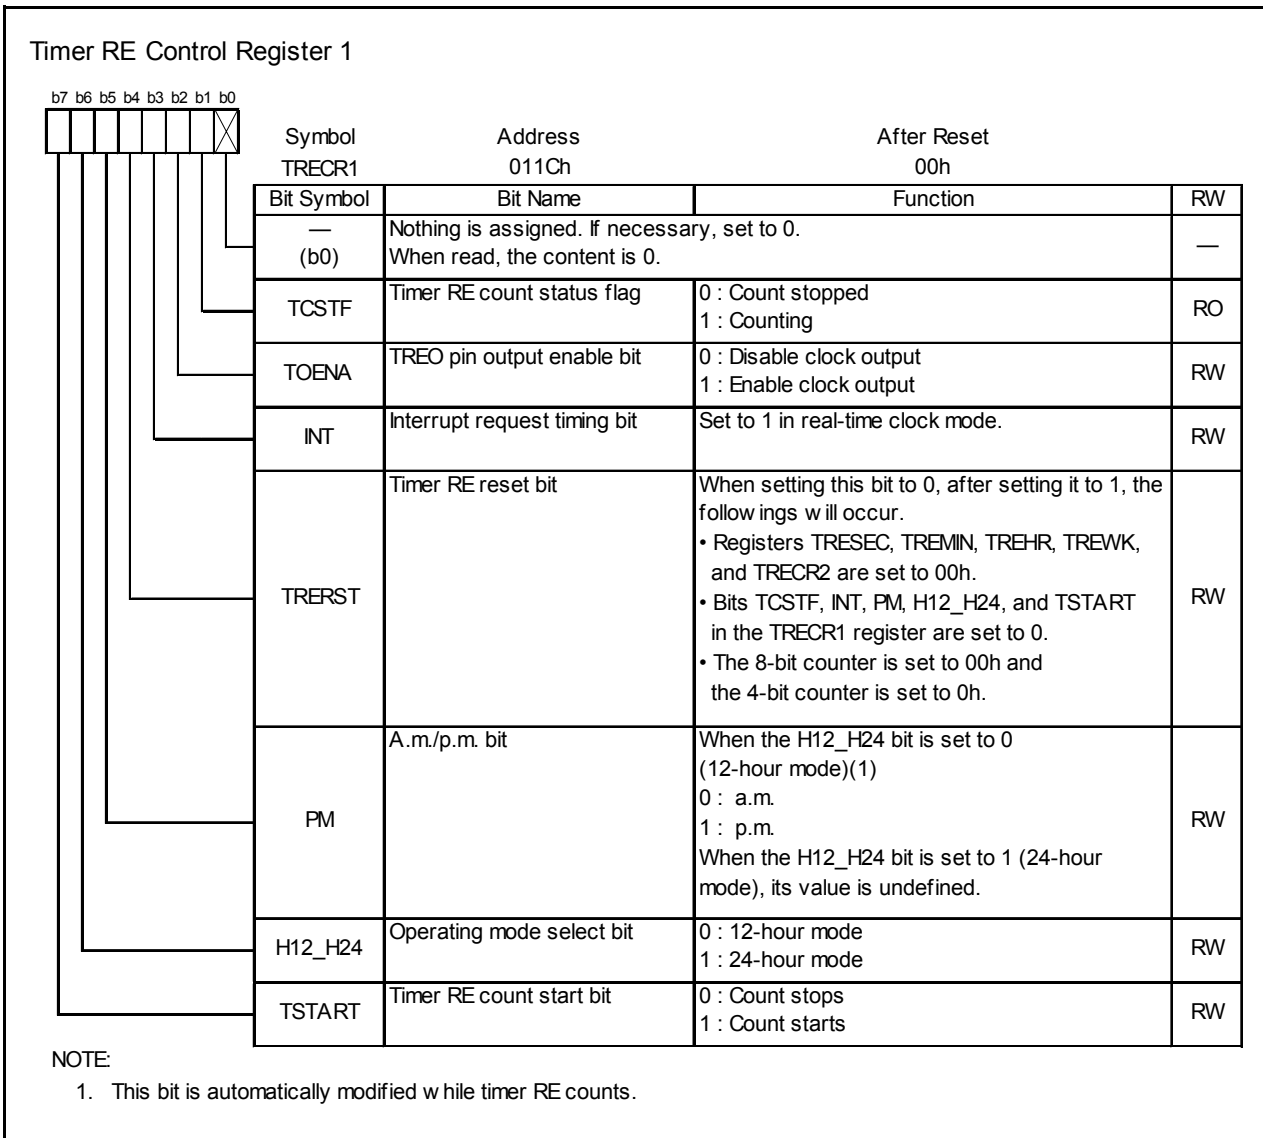 Timer RE Control Register 1
b7 b6 b5 b4 b3 b2 b1 b0
Symbol Address After Reset
TRECR1 011Ch 00h
Bit Symbol Bit Name Function RW
—
(b0)
Nothing is assigned. If necessary, set to 0.
When read, the content is 0.
—
TCSTF
Timer RE count status flag
0 : Count stopped
1 : Counting
RO
TOENA
TREO pin output enable bit
0 : Disable clock output
1 : Enable clock output
RW
INT
Interrupt request timing bit
Set to 1 in real-time clock mode.
RW
TRERST
Timer RE reset bit
When setting this bit to 0, after setting it to 1, the
followings will occur.
• Registers TRESEC, TREMIN, TREHR, TREWK,
and TRECR2 are set to 00h.
• Bits TCSTF, INT, PM, H12_H24, and TSTART
in the TRECR1 register are set to 0.
• The 8-bit counter is set to 00h and
the 4-bit counter is set to 0h.
RW
PM
A.m./p.m. bit
When the H12_H24 bit is set to 0
(12-hour mode)(1)
0 : a.m.
1 : p.m.
When the H12_H24 bit is set to 1 (24-hour
mode), its value is undefined.
RW
H12_H24
Operating mode select bit
0 : 12-hour mode
1 : 24-hour mode
RW
TSTART
Timer RE count start bit
0 : Count stops
1 : Count starts
RW
NOTE:
1. This bit is automatically modified while timer RE counts.